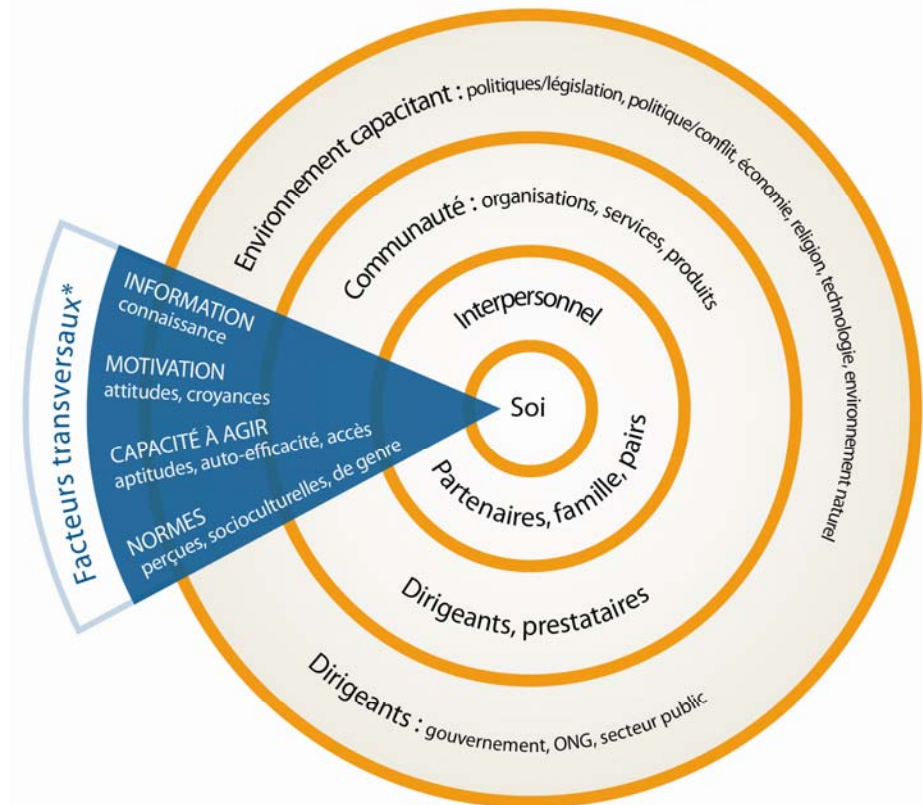 Environnement capacitant : politiques/législation, politique/conflit, économie, religion, technologie, environnement naturel
Communauté : organisations, services, produits
Interpersonnel
Soi
Partenaires, famille, pairs
Dirigeants, prestataires
Dirigeants : gouvernement, ONG, secteur public
Facteurs transversaux*
INFORMATION
connaissance
MOTIVATION
attitudes, croyances
CAPACITÉ À AGIR
aptitudes, auto-efficacité, accès
NORMES
perçues, socioculturelles, de genre